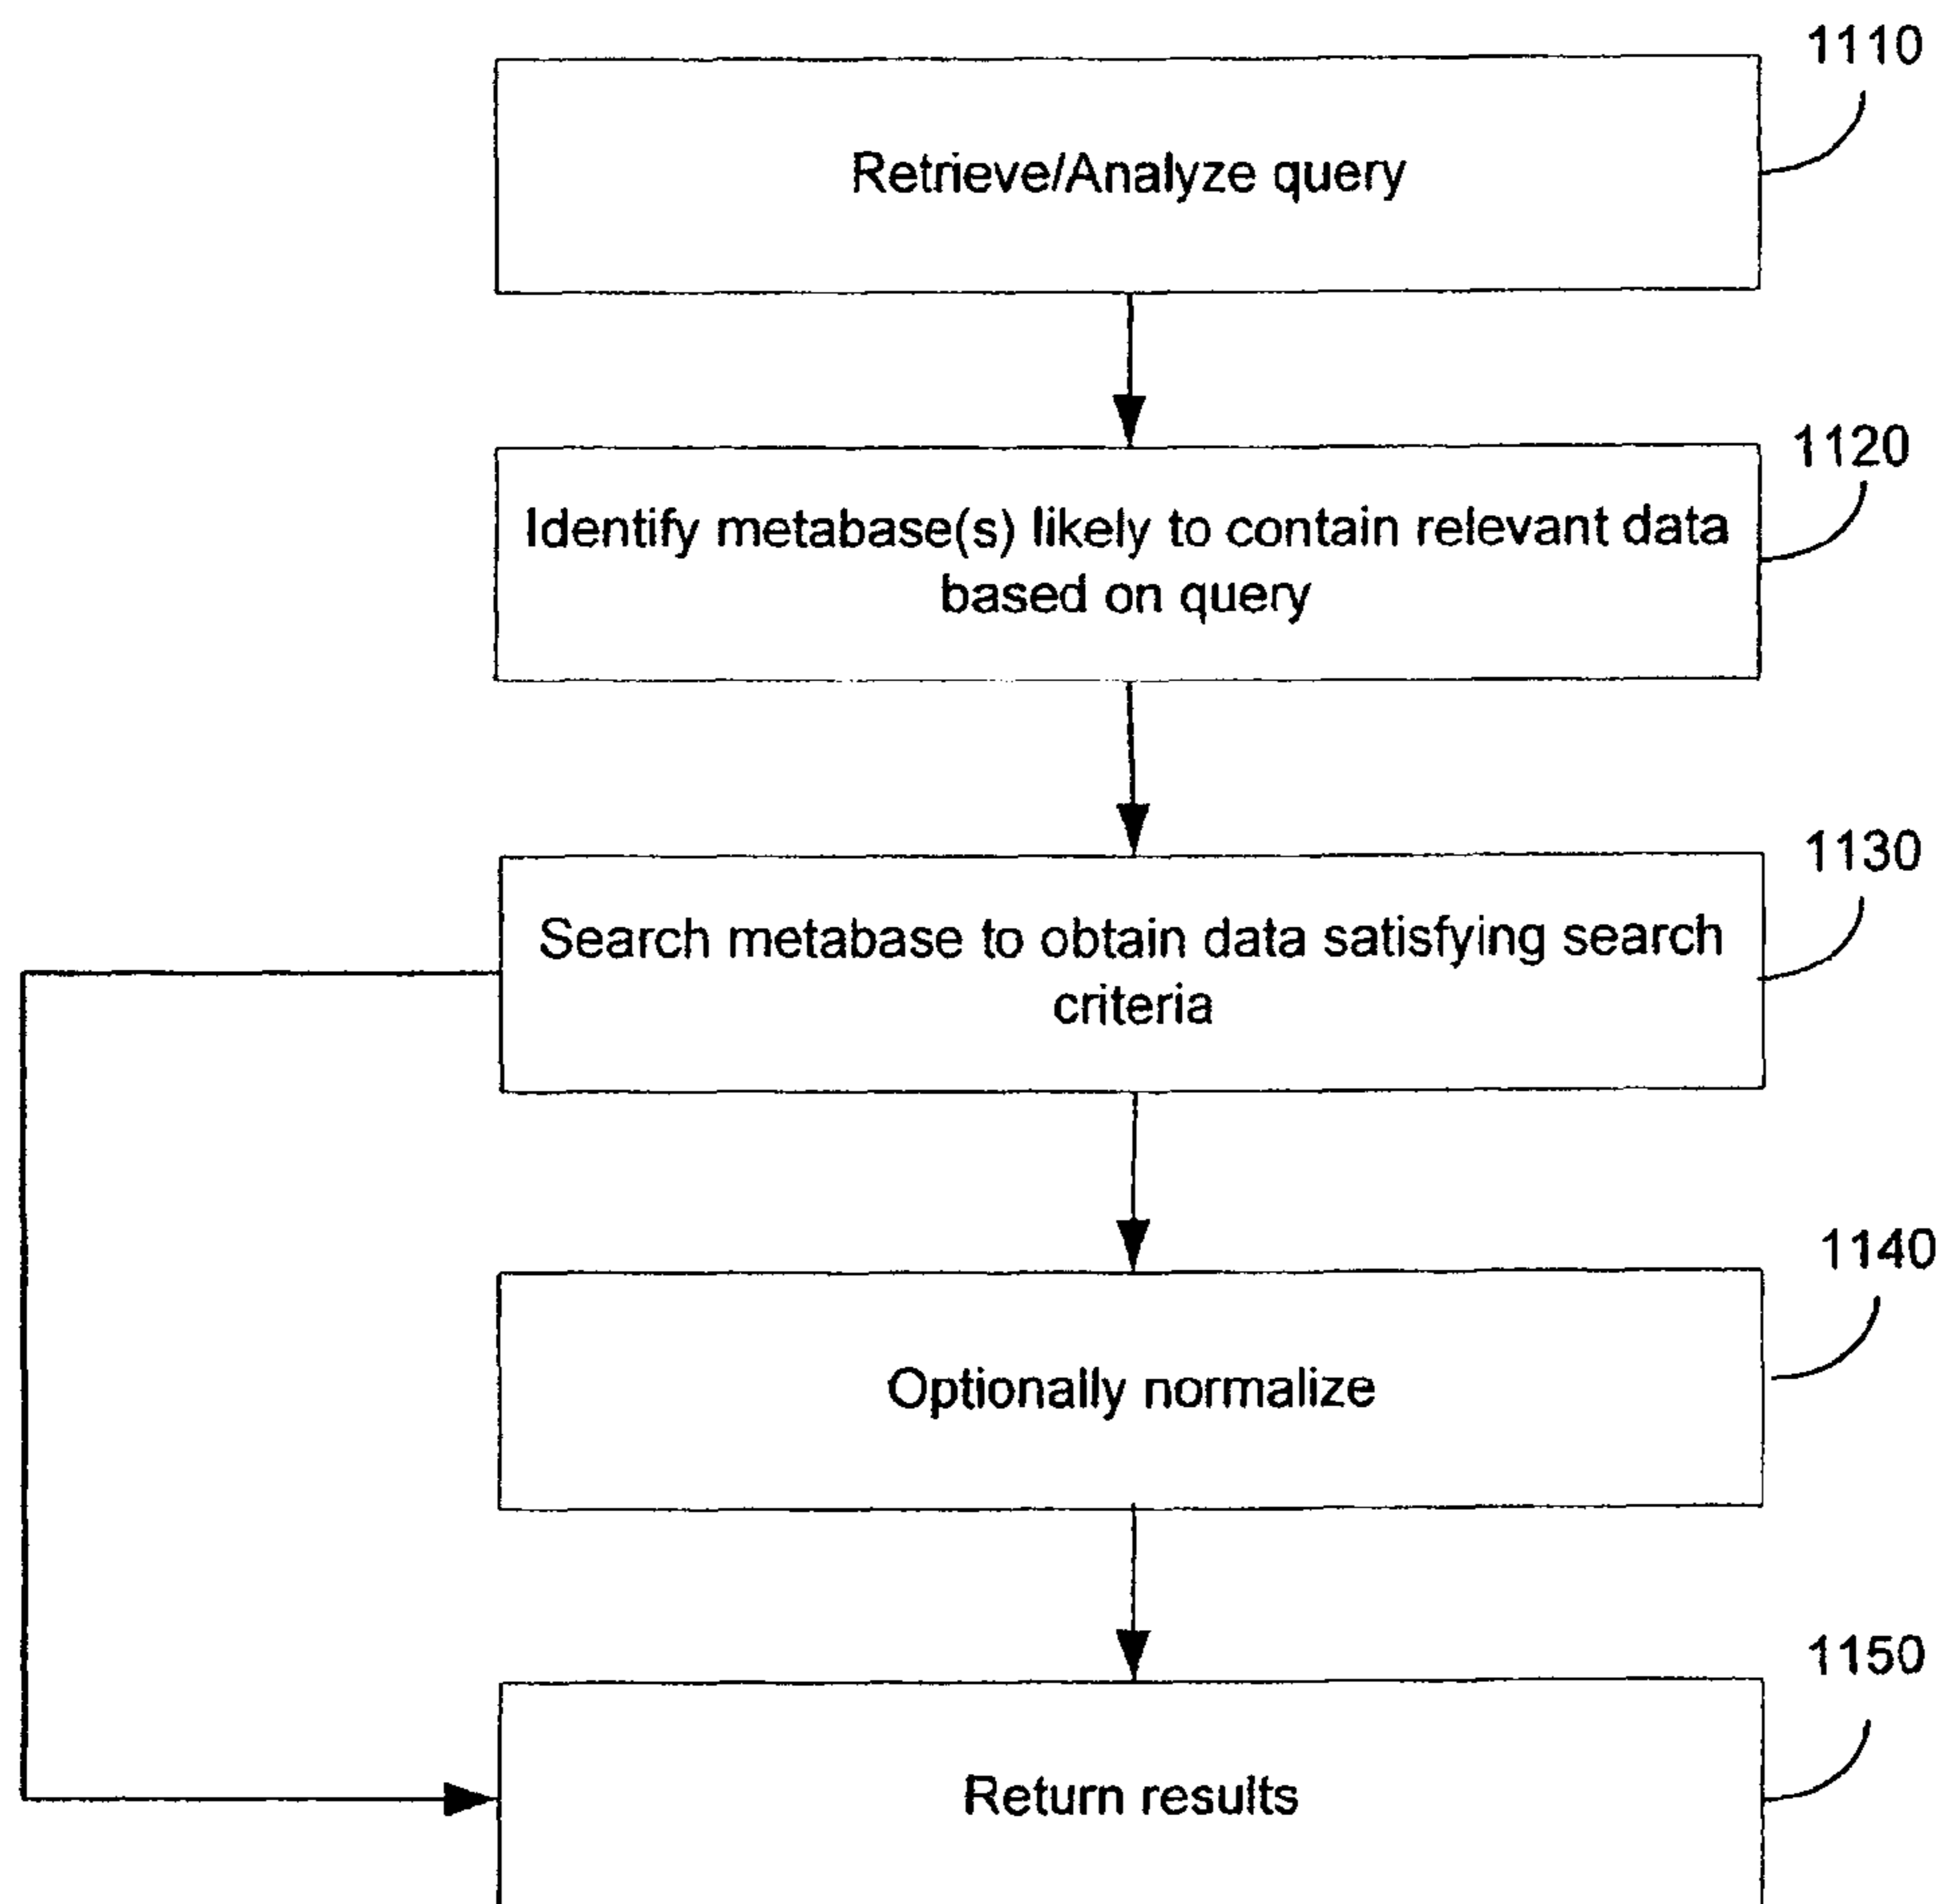 1110
Retrieve/Analyze query
1120
Identify metabase(s) likely to contain relevant data
based on query
1130
Search metabase to obtain data satisfying search
criteria
1140
Optionally normalize
1150
Return results